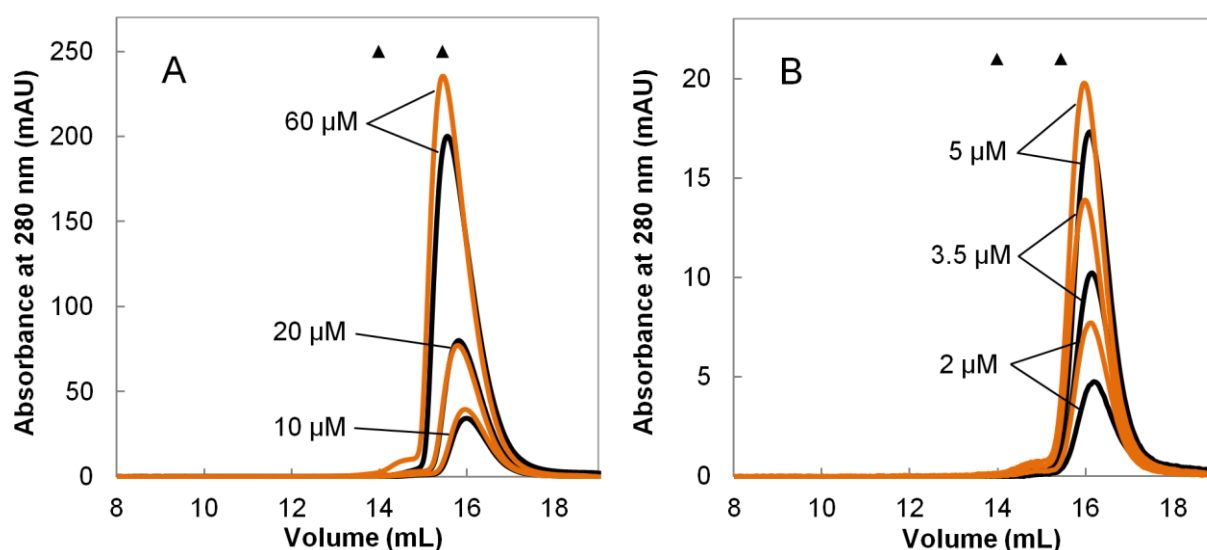 A
Absorbance at 280 nm (mAU)
250
200
150
100
50
0
60 µM
20 µM
10 µM
8 10 12 14 16 18
Volume (mL)
B
Absorbance at 280 nm (mAU)
20
15
10
5
0
5 µM
3.5 µM
2 µM
8 10 12 14 16 18
Volume (mL)